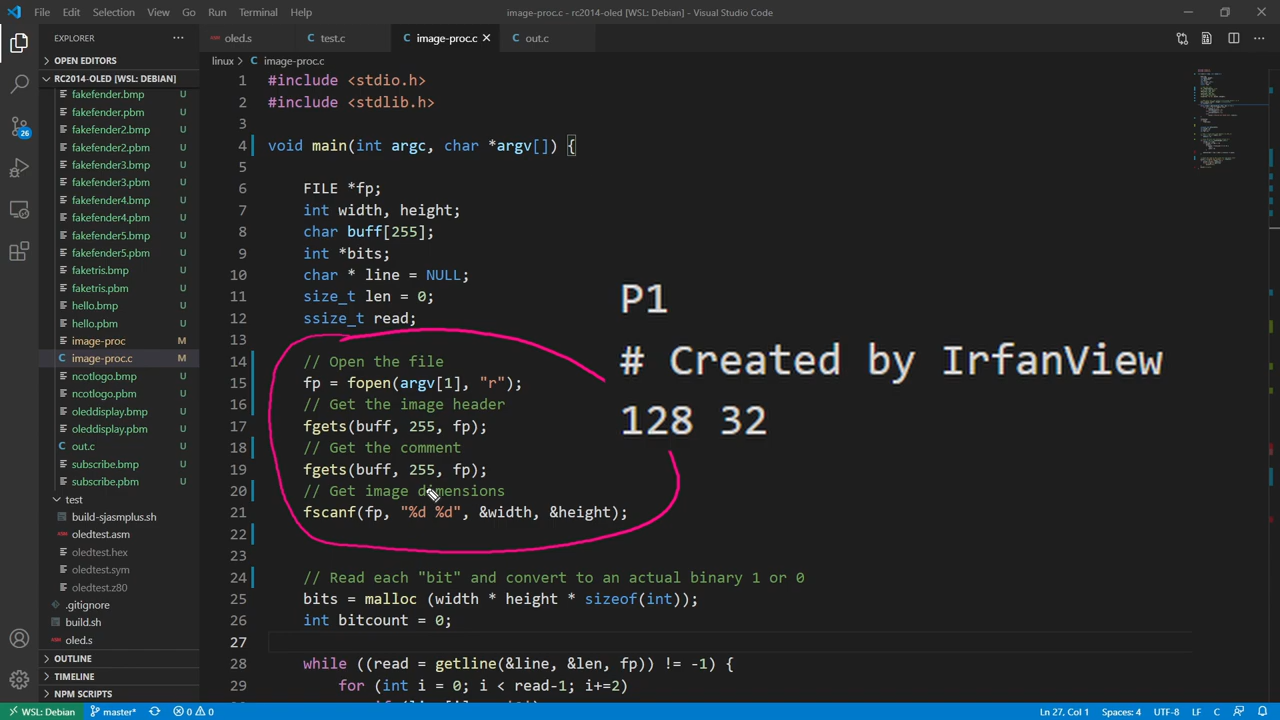 File Edit Selection View Go Run Terminal Help
image-proc.c - rc2014-oled [WSL: Debian] - Visual Studio Code
EXPLORER
OPEN EDITORS
RC2014-OLED [WSL: DEBIAN]
fakefender.bmp U
fakefender.pbm U
fakefender2.bmp U
fakefender2.pbm U
fakefender3.bmp U
fakefender3.pbm U
fakefender4.bmp U
fakefender4.pbm U
fakefender5.bmp U
fakefender5.pbm U
faketris.bmp U
faketris.pbm U
hello.bmp U
hello.pbm U
image-proc M
image-proc.c M
ncotlogo.bmp U
ncotlogo.pbm U
oleddisplay.bmp U
oleddisplay.pbm U
out.c U
subscribe.bmp U
subscribe.pbm U
test
build-sjasmplus.sh
oledtest.asm
oledtest.hex
oledtest.sym
oledtest.z80
.gitignore
build.sh
oled.s
OUTLINE
TIMELINE
NPM SCRIPTS
26
oled.s test.c image-proc.c out.c
linux > image-proc.c
1 #include <stdio.h>
2 #include <stdlib.h>
3
4 void main(int argc, char *argv[]) {
5
6 FILE *fp;
7 int width, height;
8 char buff[255];
9 int *bits;
10 char * line = NULL;
11 size_t len = 0;
12 ssize_t read;
13
14 // Open the file
15 fp = fopen(argv[1], "r");
16 // Get the image header
17 fgets(buff, 255, fp);
18 // Get the comment
19 fgets(buff, 255, fp);
20 // Get image dimensions
21 fscanf(fp, "%d %d", &width, &height);
22
23
24 // Read each "bit" and convert to an actual binary 1 or 0
25 bits = malloc (width * height * sizeof(int));
26 int bitcount = 0;
27
28 while ((read = getline(&line, &len, fp)) != -1) {
29 for (int i = 0; i < read-1; i+=2)
P1
# Created by IrfanView
128 32
WSL: Debian master* 0 0 Ln 27, Col 1 Spaces: 4 UTF-8 LF C